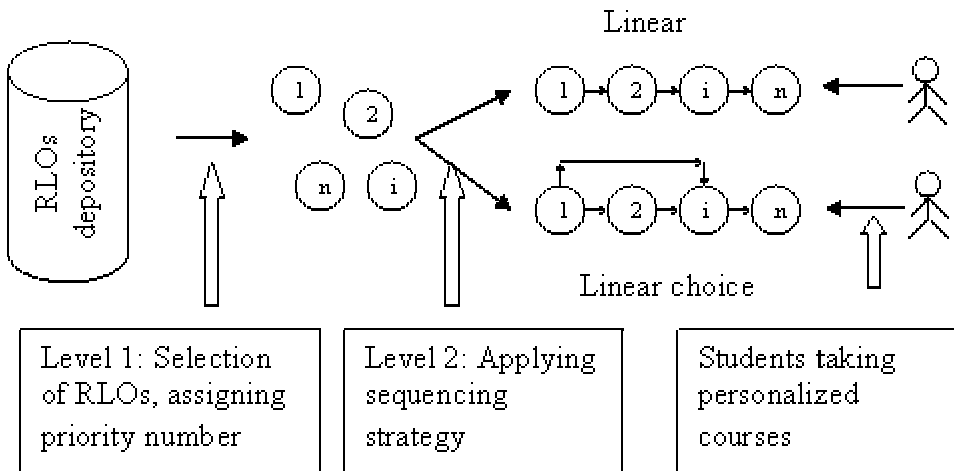 Linear
RLOs
depository
1
2
n
i
1
2
i
n
1
2
i
n
Linear choice
Level 1: Selection
of RLOs, assigning
priority number
Level 2: Applying
sequencing
strategy
Students taking
personalized
courses